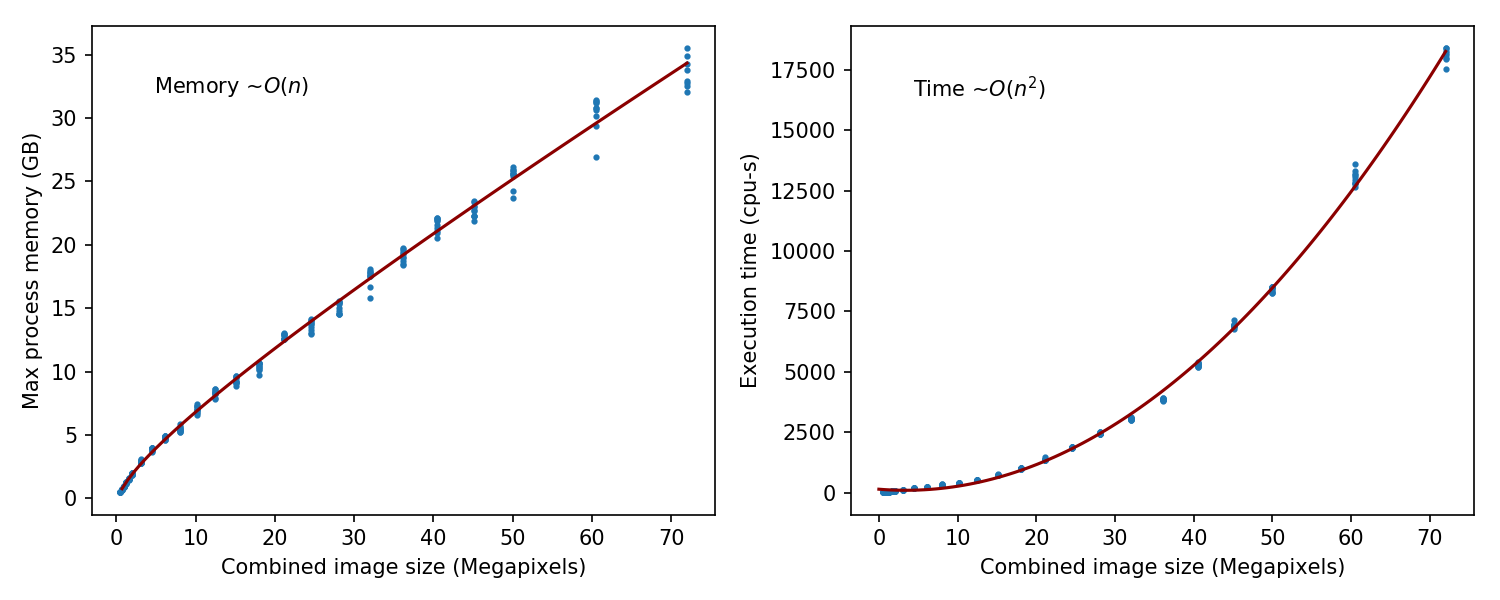 Max process memory (GB)
35
30
25
20
15
10
5
0
Memory ~O(n)
0 10 20 30 40 50 60 70
Combined image size (Megapixels)
Execution time (cpu-s)
17500
15000
12500
10000
7500
5000
2500
0
Time ~O(n²)
0 10 20 30 40 50 60 70
Combined image size (Megapixels)